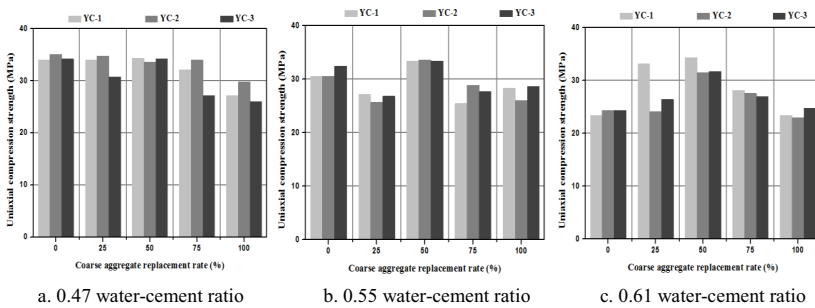 YC-1 YC-2 YC-3
Uniaxial compression strength (MPa)
40
30
20
10
0
0 25 50 75 100
Coarse aggregate replacement rate (%)
a. 0.47 water-cement ratio
YC-1 YC-2 YC-3
Uniaxial compression strength (MPa)
40
30
20
10
0
0 25 50 75 100
Coarse aggregate replacement rate (%)
b. 0.55 water-cement ratio
YC-1 YC-2 YC-3
Uniaxial compression strength (MPa)
40
30
20
10
0
0 25 50 75 100
Coarse aggregate replacement rate (%)
c. 0.61 water-cement ratio